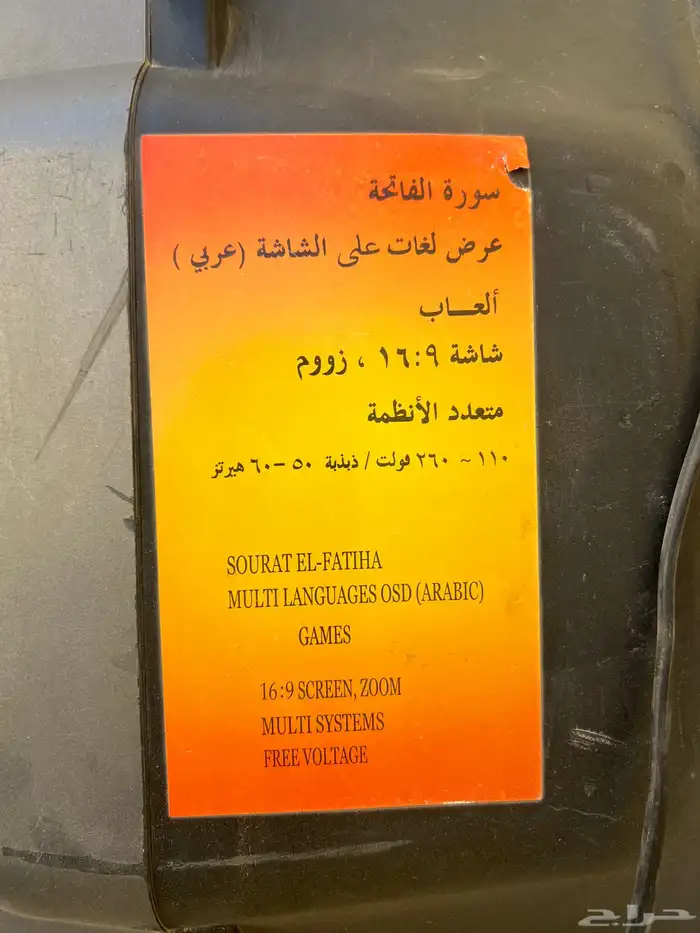 سورة الفاتحة
عرض لغات على الشاشة (عربي )
ألعـــاب
شاشة ١٦:٩ ، زووم
متعدد الأنظمة
١١٠ ~ ٢٦٠ فولت / ذبذبة ٥٠ -٦٠ هيرتز
SOURAT EL-FATIHA
MULTI LANGUAGES OSD (ARABIC)
GAMES
16:9 SCREEN, ZOOM
MULTI SYSTEMS
FREE VOLTAGE
حراج